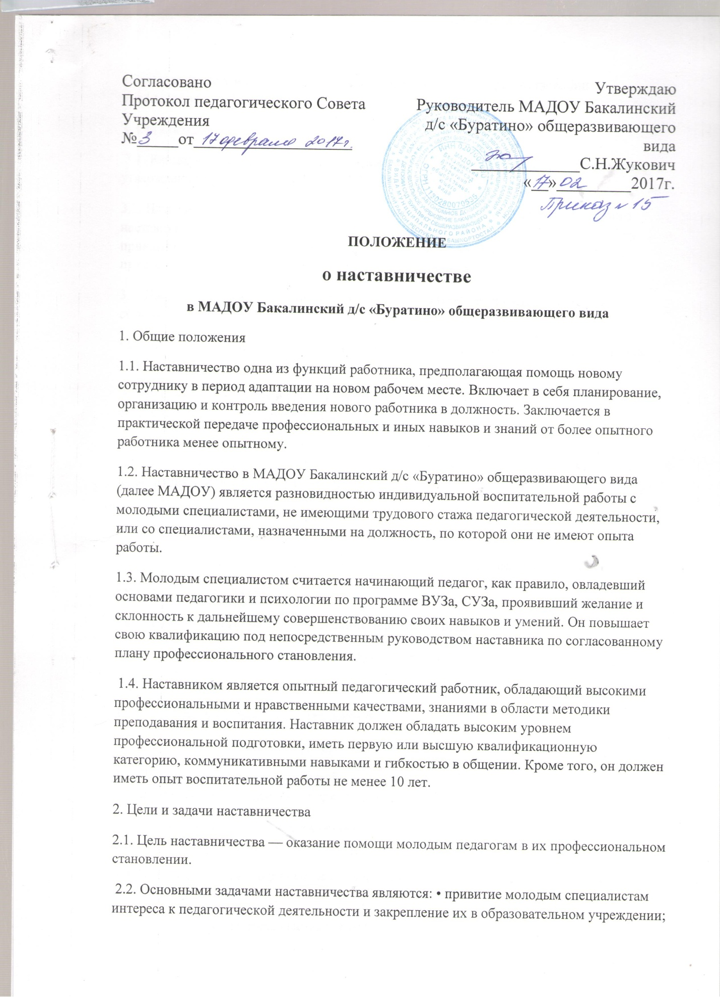 Согласовано
Протокол педагогического Совета
Учреждения
№ 3 от 17 февраля 2017г.
Утверждаю
Руководитель МАДОУ Бакалинский
д/с «Буратино» общеразвивающего
вида
С.Н.Жукович
«17» 02 2017г.
Приказ № 15
ОГРН 1130280070535
ПОЛОЖЕНИЕ
о наставничестве
в МАДОУ Бакалинский д/с «Буратино» общеразвивающего вида
1. Общие положения
1.1. Наставничество одна из функций работника, предполагающая помощь новому
сотруднику в период адаптации на новом рабочем месте. Включает в себя планирование,
организацию и контроль введения нового работника в должность. Заключается в
практической передаче профессиональных и иных навыков и знаний от более опытного
работника менее опытному.
1.2. Наставничество в МАДОУ Бакалинский д/с «Буратино» общеразвивающего вида
(далее МАДОУ) является разновидностью индивидуальной воспитательной работы с
молодыми специалистами, не имеющими трудового стажа педагогической деятельности,
или со специалистами, назначенными на должность, по которой они не имеют опыта
работы.
1.3. Молодым специалистом считается начинающий педагог, как правило, овладевший
основами педагогики и психологии по программе ВУЗа, СУЗа, проявивший желание и
склонность к дальнейшему совершенствованию своих навыков и умений. Он повышает
свою квалификацию под непосредственным руководством наставника по согласованному
плану профессионального становления.
1.4. Наставником является опытный педагогический работник, обладающий высокими
профессиональными и нравственными качествами, знаниями в области методики
преподавания и воспитания. Наставник должен обладать высоким уровнем
профессиональной подготовки, иметь первую или высшую квалификационную
категорию, коммуникативными навыками и гибкостью в общении. Кроме того, он должен
иметь опыт воспитательной работы не менее 10 лет.
2. Цели и задачи наставничества
2.1. Цель наставничества — оказание помощи молодым педагогам в их профессиональном
становлении.
2.2. Основными задачами наставничества являются: • привитие молодым специалистам
интереса к педагогической деятельности и закрепление их в образовательном учреждении;